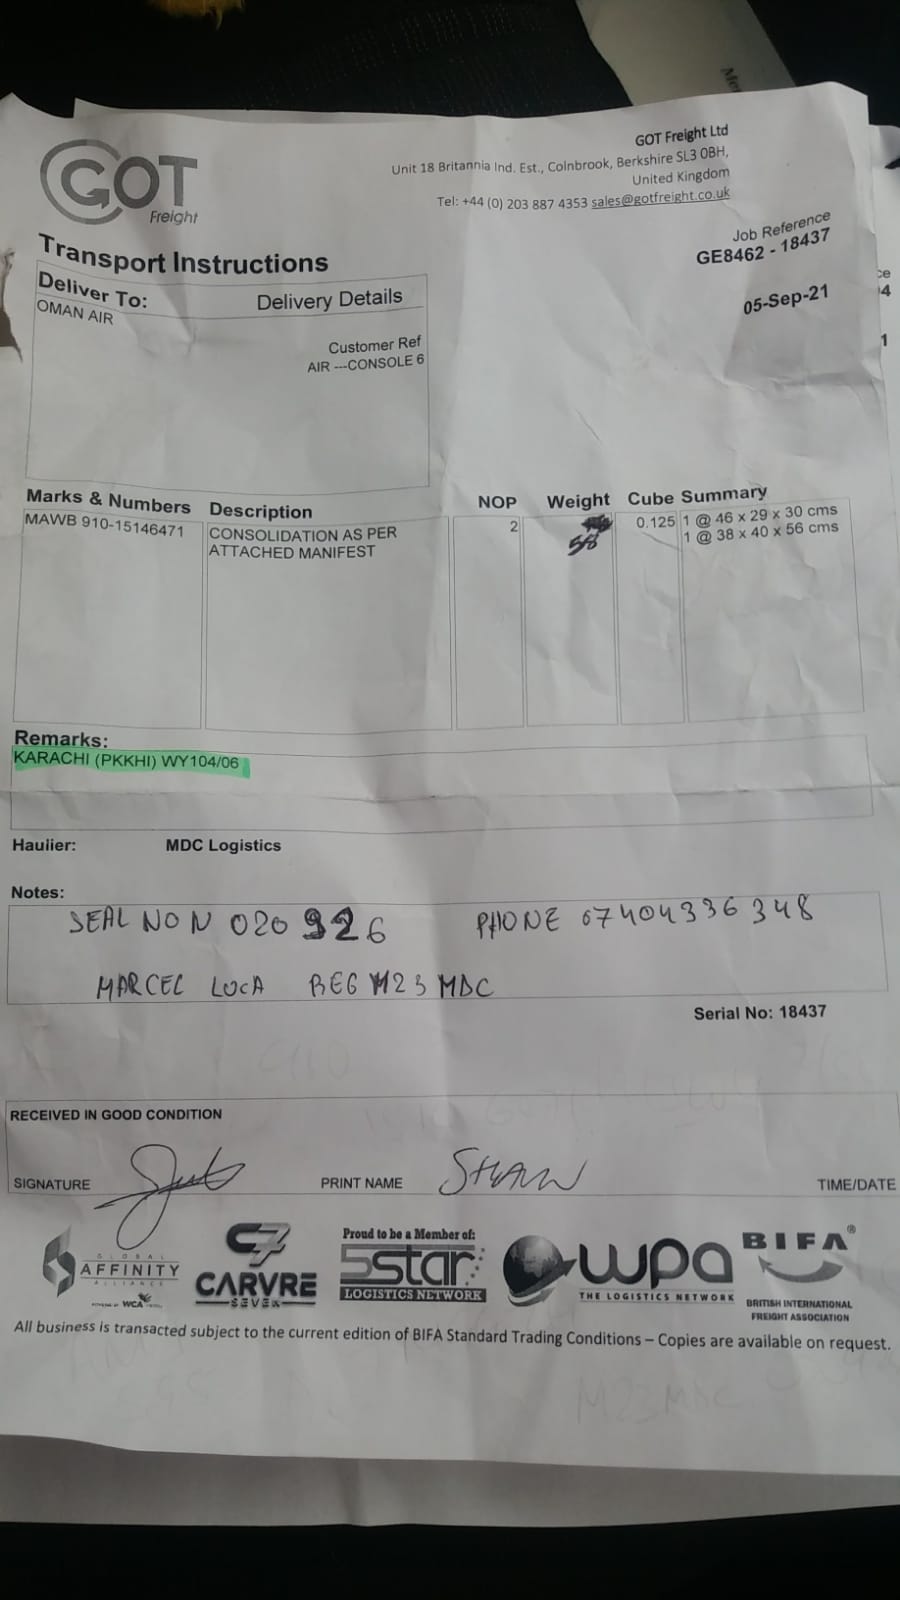 GOT
Freight
GOT Freight Ltd
Unit 18 Britannia Ind. Est., Colnbrook, Berkshire SL3 0BH,
United Kingdom
Tel: +44 (0) 203 887 4353 sales@gotfreight.co.uk
Job Reference
GE8462 - 18437
05-Sep-21
Transport Instructions
Deliver To: Delivery Details
OMAN AIR
Customer Ref
AIR ---CONSOLE 6
Marks & Numbers Description NOP Weight Cube Summary
MAWB 910-15146471 CONSOLIDATION AS PER 2 58 0.125 1 @ 46 x 29 x 30 cms
ATTACHED MANIFEST 1 @ 38 x 40 x 56 cms
Remarks:
KARACHI (PKKHI) WY104/06
Haulier: MDC Logistics
Notes:
SEAL NO N 020926 PHONE 07404336348
MARCEL LUCA REG M23 MDC
Serial No: 18437
RECEIVED IN GOOD CONDITION
SIGNATURE PRINT NAME SHAW TIME/DATE
GLOBAL
AFFINITY
ALLIANCE
POWERED BY WCA
C7
CARVRE
SEVEN
Proud to be a Member of:
5star
LOGISTICS NETWORK
wpa
THE LOGISTICS NETWORK
BIFA®
BRITISH INTERNATIONAL
FREIGHT ASSOCIATION
All business is transacted subject to the current edition of BIFA Standard Trading Conditions – Copies are available on request.